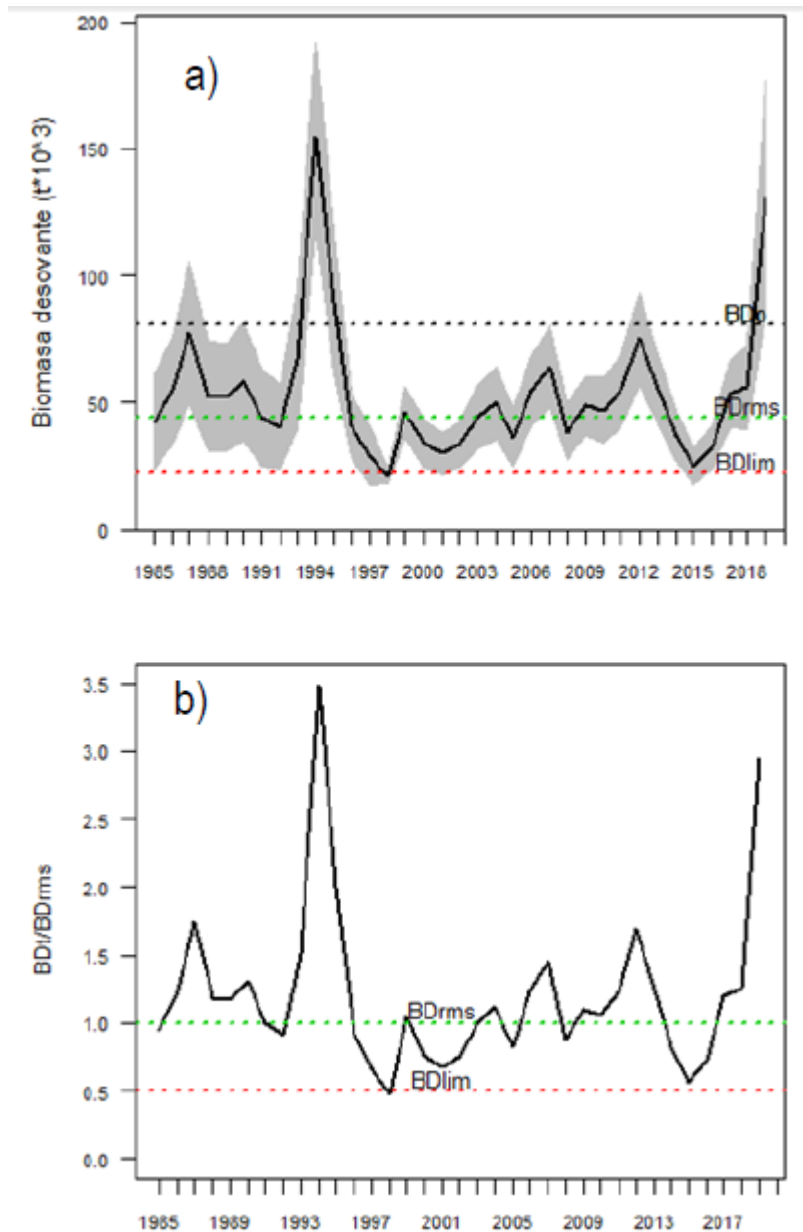 a)
Biomasa desovante (t*10^3)
200
150
100
50
0
BDo
BDrms
BDlim
1985 1988 1991 1994 1997 2000 2003 2006 2009 2012 2015 2018
b)
BDt/BDrms
3.5
3.0
2.5
2.0
1.5
1.0
0.5
0.0
BDrms
BDlim
1985 1989 1993 1997 2001 2005 2009 2013 2017